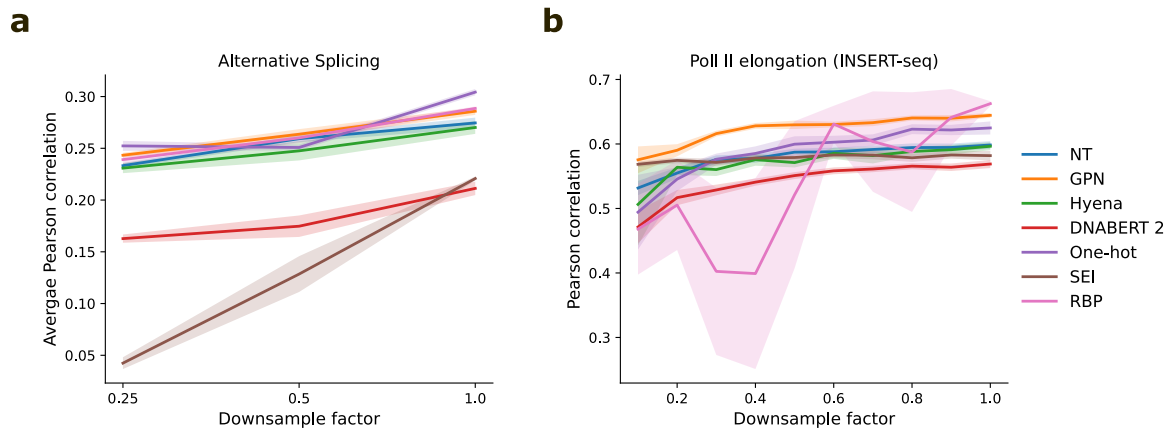 a
Alternative Splicing
Avergae Pearson correlation
0.30
0.25
0.20
0.15
0.10
0.05
0.25
0.5
1.0
Downsample factor
b
Poll II elongation (INSERT-seq)
Pearson correlation
0.7
0.6
0.5
0.4
0.3
0.2
0.4
0.6
0.8
1.0
Downsample factor
NT
GPN
Hyena
DNABERT 2
One-hot
SEI
RBP